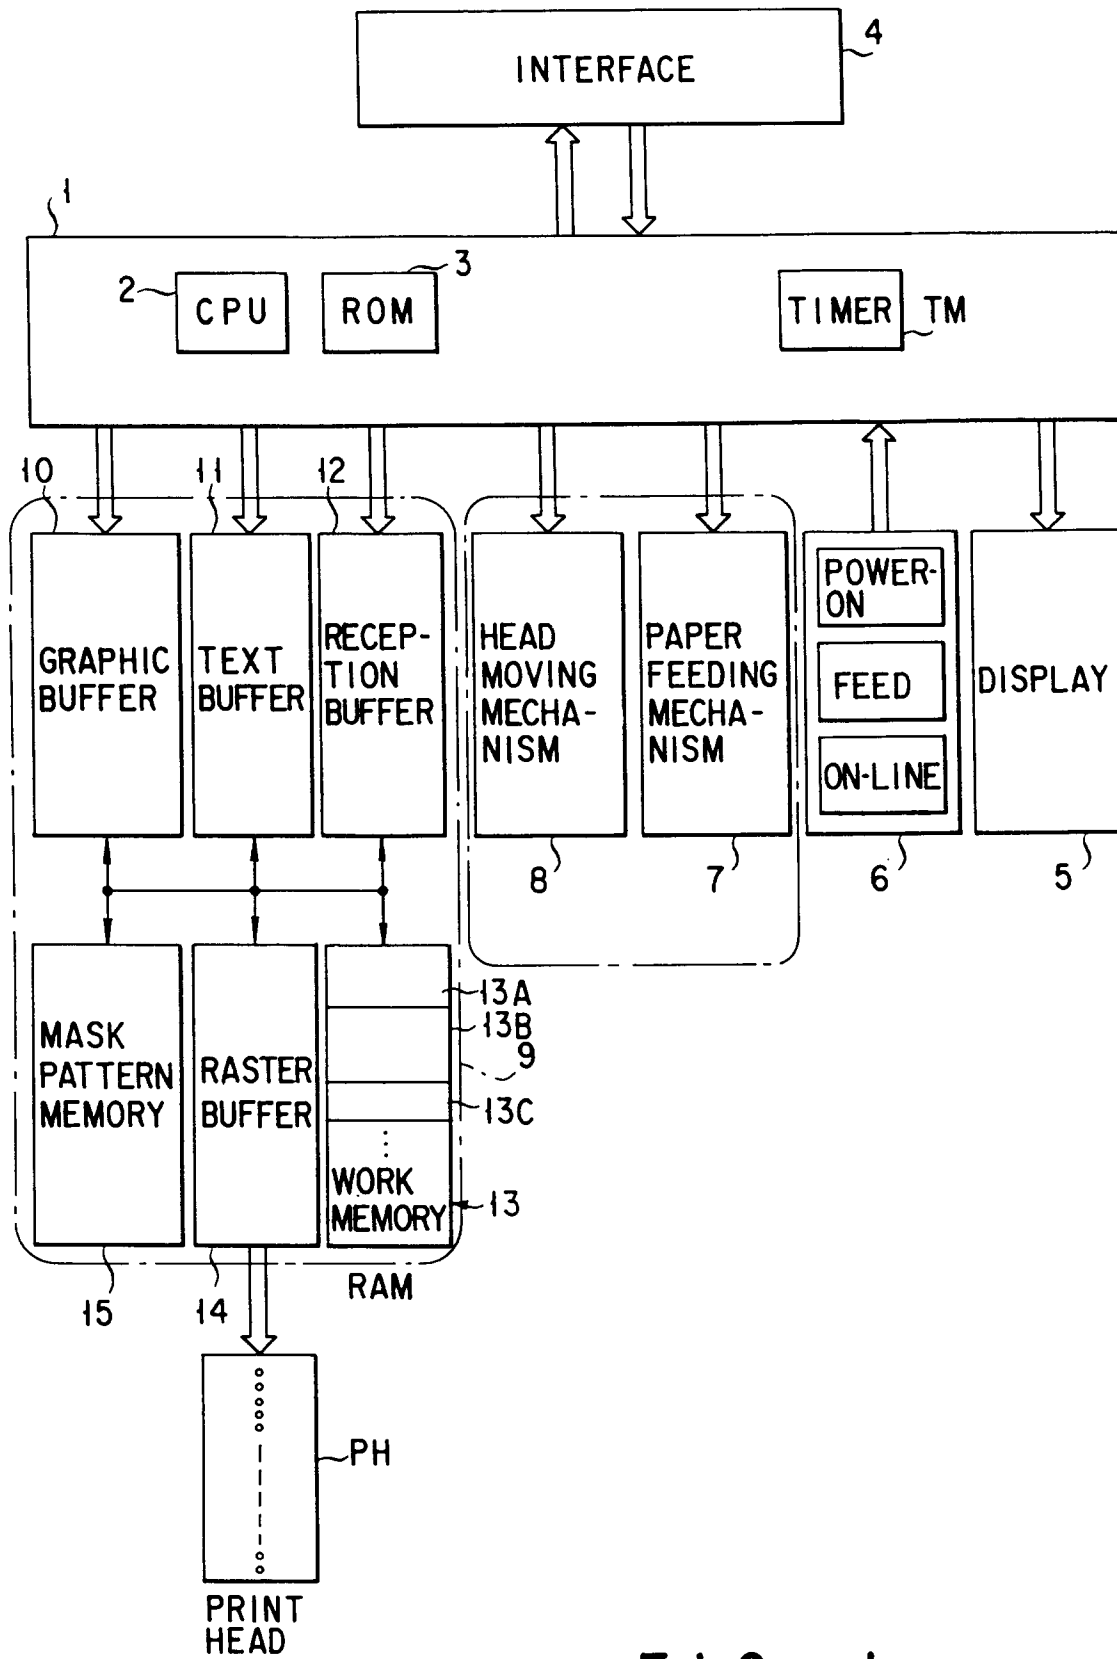 4
INTERFACE
1
2
CPU
3
ROM
TIMER
TM
10
11
12
GRAPHIC
BUFFER
TEXT
BUFFER
RECEP-
TION
BUFFER
HEAD
MOVING
MECHA-
NISM
PAPER
FEEDING
MECHA-
NISM
POWER-
ON
FEED
ON-LINE
DISPLAY
8
7
6
5
MASK
PATTERN
MEMORY
RASTER
BUFFER
13A
13B
9
13C
WORK
MEMORY
13
15
14
RAM
PH
PRINT
HEAD